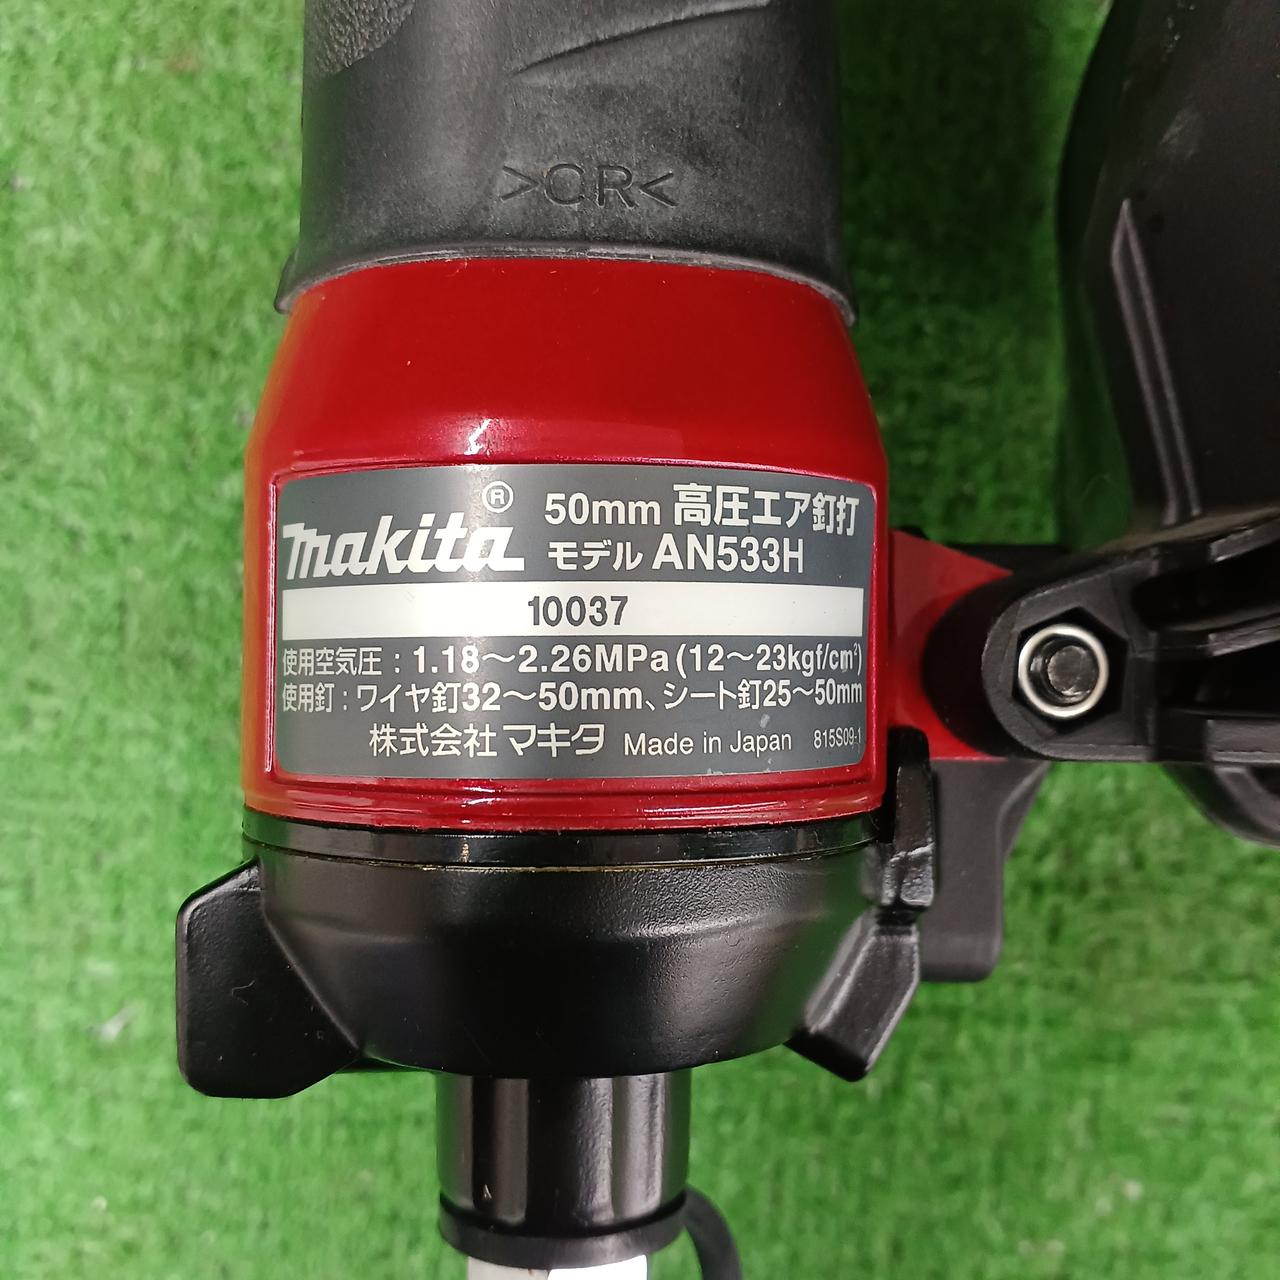 >CR<
makita® 50mm 高圧エア釘打
モデル AN533H
10037
使用空気圧：1.18～2.26MPa(12～23kgf/cm²)
使用釘：ワイヤ釘32～50mm、シート釘25～50mm
株式会社 マキタ Made in Japan 815S09-1